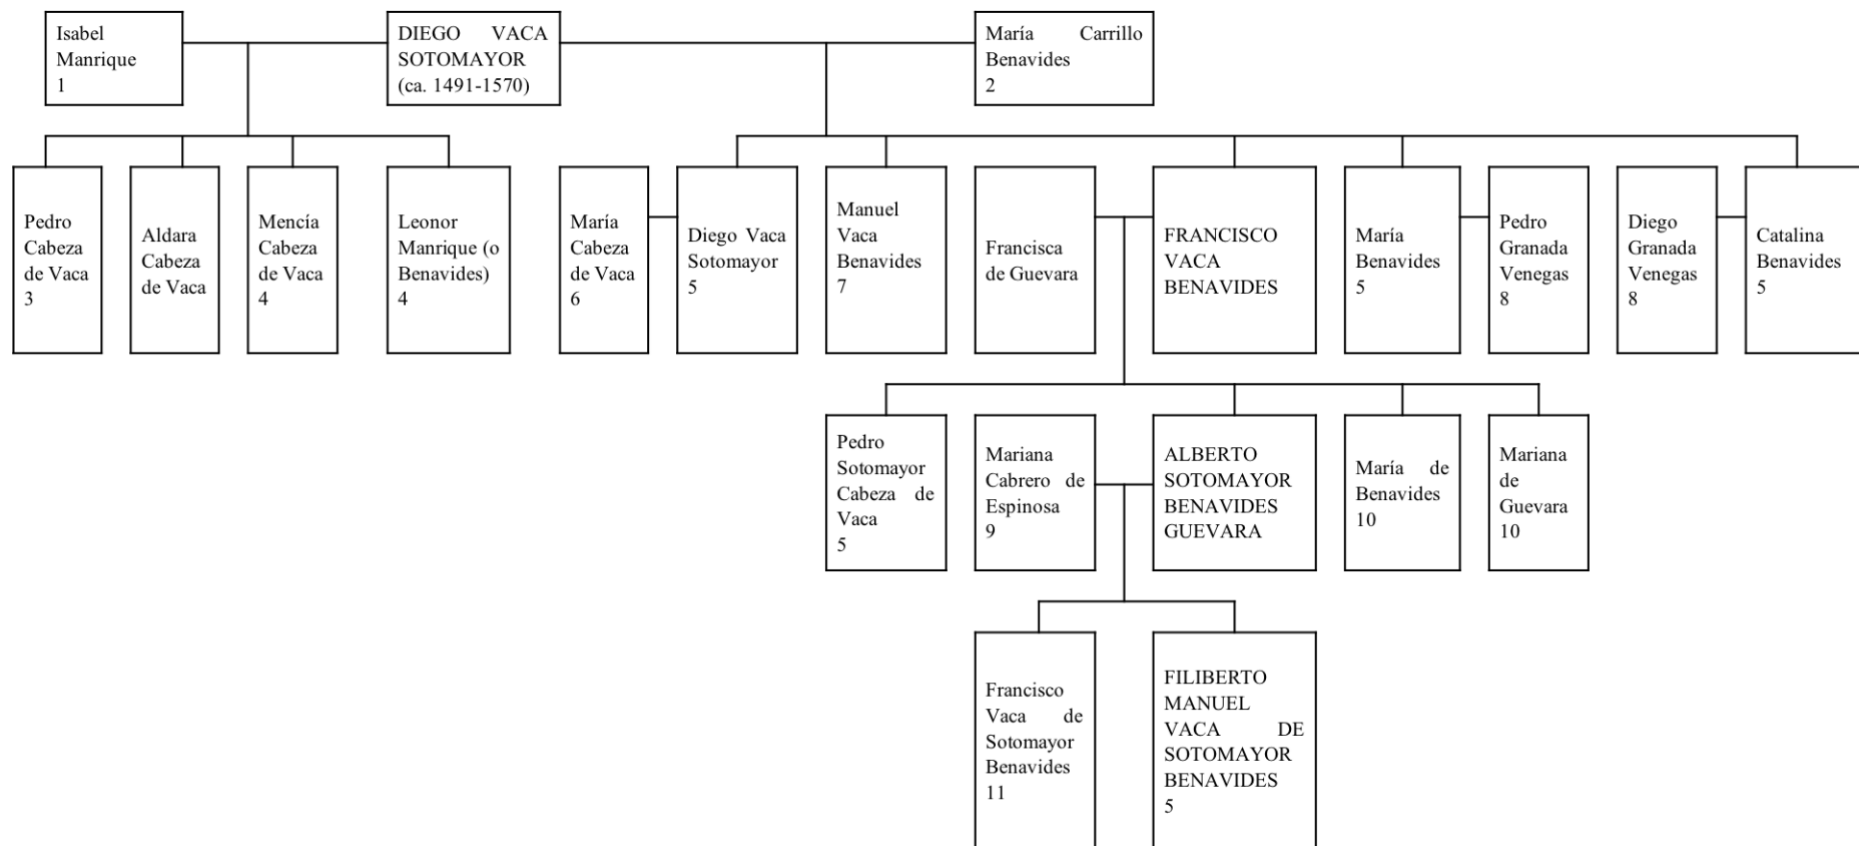 Isabel
Manrique
1
DIEGO VACA
SOTOMAYOR
(ca. 1491-1570)
María Carrillo
Benavides
2
Pedro
Cabeza
de Vaca
3
Aldara
Cabeza
de Vaca
Mencía
Cabeza
de Vaca
4
Leonor
Manrique (o
Benavides)
4
María
Cabeza
de Vaca
6
Diego Vaca
Sotomayor
5
Manuel
Vaca
Benavides
7
Francisca
de Guevara
FRANCISCO
VACA
BENAVIDES
María
Benavides
5
Pedro
Granada
Venegas
8
Diego
Granada
Venegas
8
Catalina
Benavides
5
Pedro
Sotomayor
Cabeza de
Vaca
5
Mariana
Cabrero de
Espinosa
9
ALBERTO
SOTOMAYOR
BENAVIDES
GUEVARA
María de
Benavides
10
Mariana
de
Guevara
10
Francisco
Vaca de
Sotomayor
Benavides
11
FILIBERTO
MANUEL
VACA DE
SOTOMAYOR
BENAVIDES
5